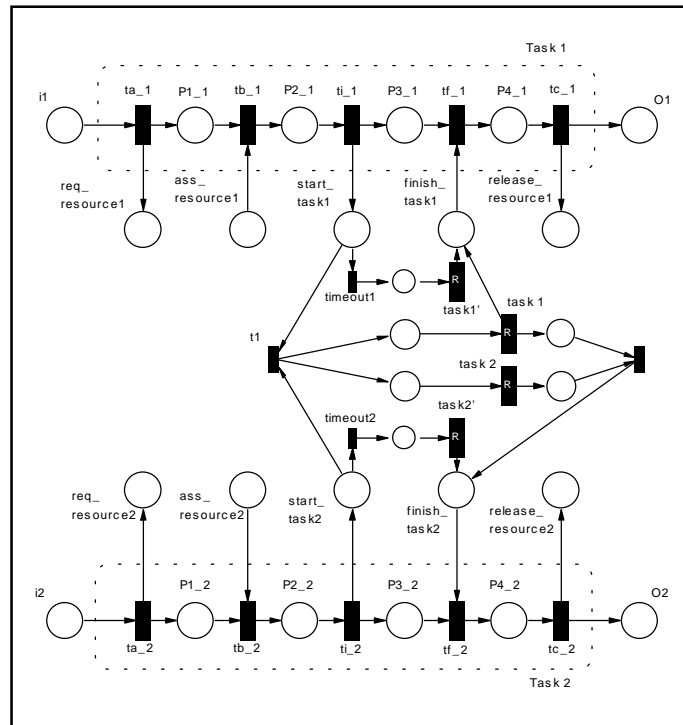 Task 1
ta_1
P1_1
tb_1
P2_1
ti_1
P3_1
tf_1
P4_1
tc_1
i1
O1
req_
resource1
ass_
resource1
start_
task1
finish_
task1
release_
resource1
timeout1
R
task1'
task 1
R
t1
task 2
R
timeout2
task2'
R
req_
resource2
ass_
resource2
start_
task2
finish_
task2
release_
resource2
i2
P1_2
P2_2
P3_2
P4_2
O2
ta_2
tb_2
ti_2
tf_2
tc_2
Task 2